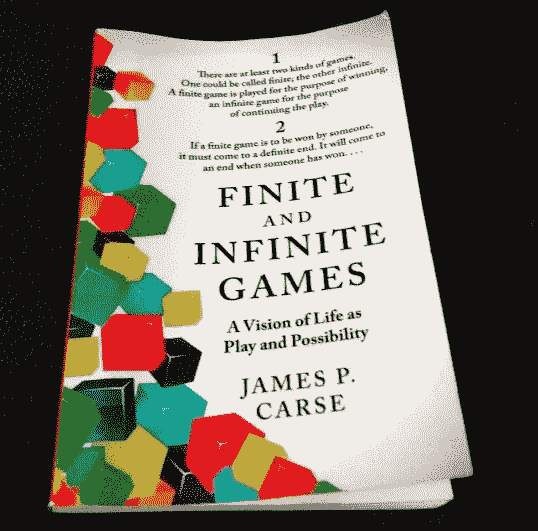 1
There are at least two kinds of games.
One could be called finite; the other infinite.
A finite game is played for the purpose of winning,
an infinite game for the purpose
of continuing the play.
2
If a finite game is to be won by someone,
it must come to a definite end. It will come to
an end when someone has won. . . .
FINITE
AND
INFINITE
GAMES
A Vision of Life as
Play and Possibility
JAMES P.
CARSE